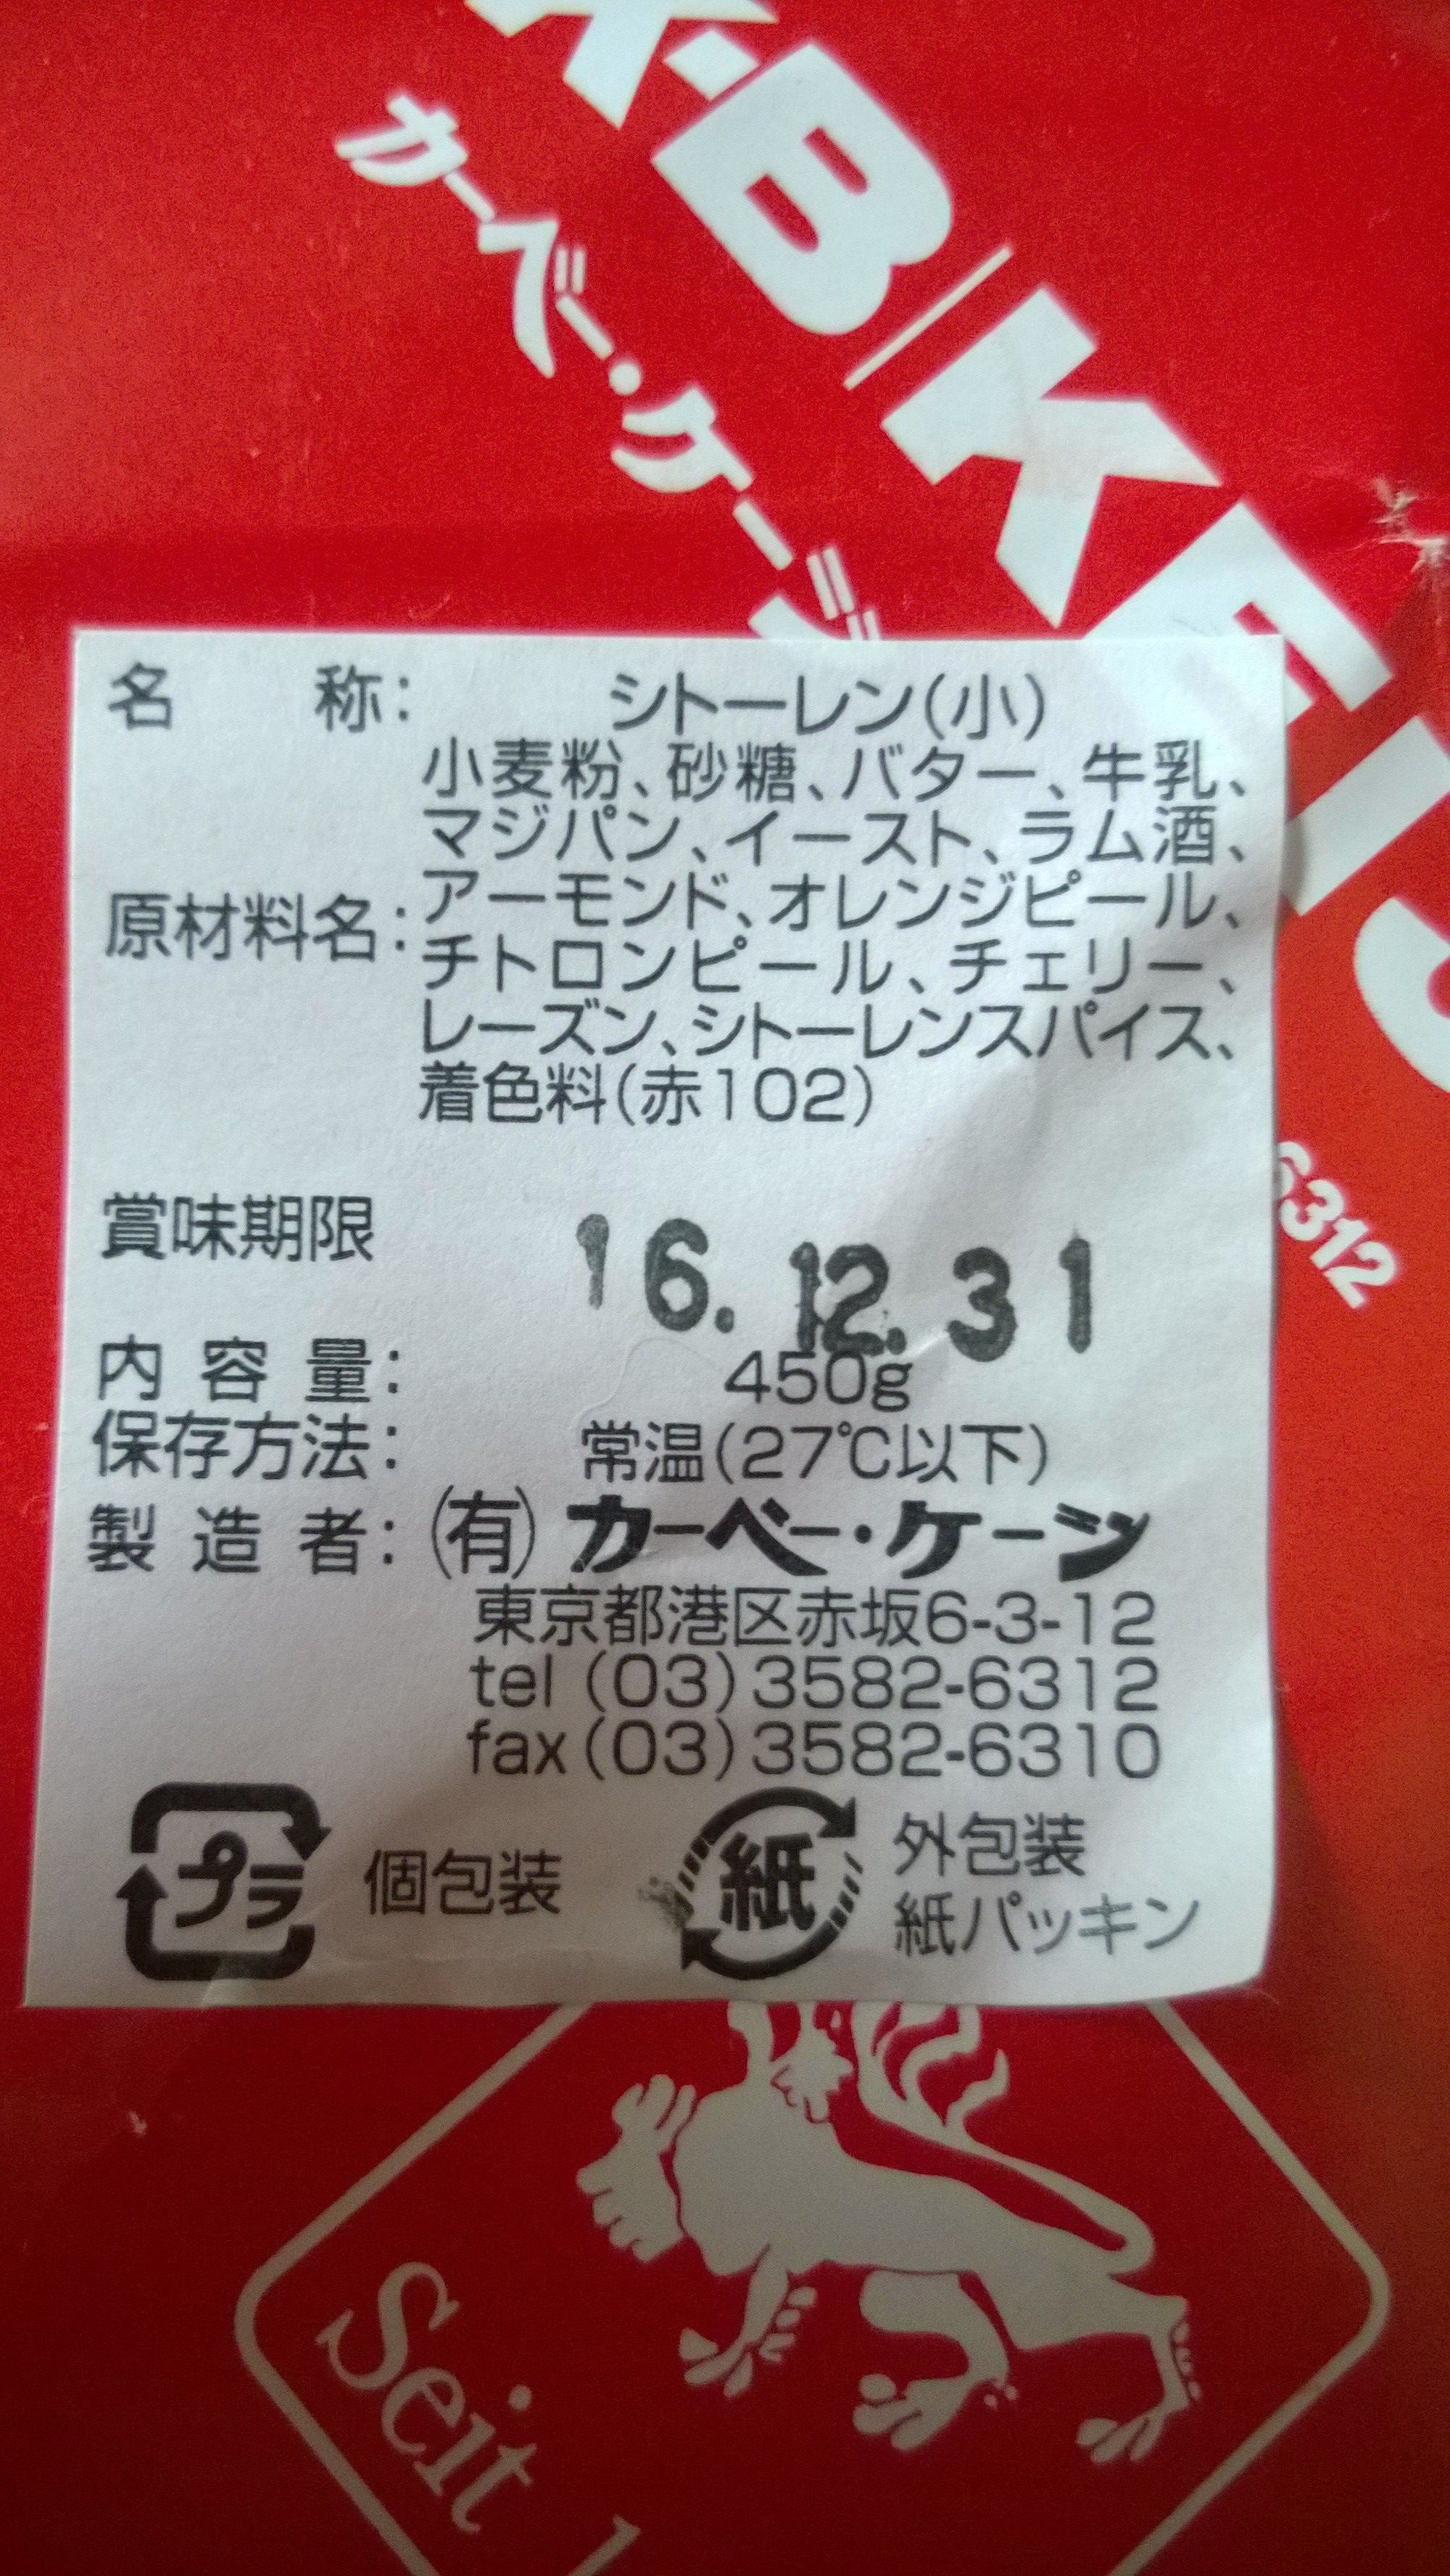 K.B/KEIJ
カーベー・ケージ
名　　称：　シトーレン(小)
原材料名：小麦粉、砂糖、バター、牛乳、
マジパン、イースト、ラム酒、
アーモンド、オレンジピール、
チトロンピール、チェリー、
レーズン、シトーレンスパイス、
着色料(赤102)
賞味期限　16.12.31
内 容 量：　450g
保存方法：　常温(27℃以下)
製 造 者：(有)カーベー・ケージ
東京都港区赤坂6-3-12
tel (03)3582-6312
fax(03)3582-6310
プラ 個包装
紙 外包装
紙パッキン
6312
Seit 1